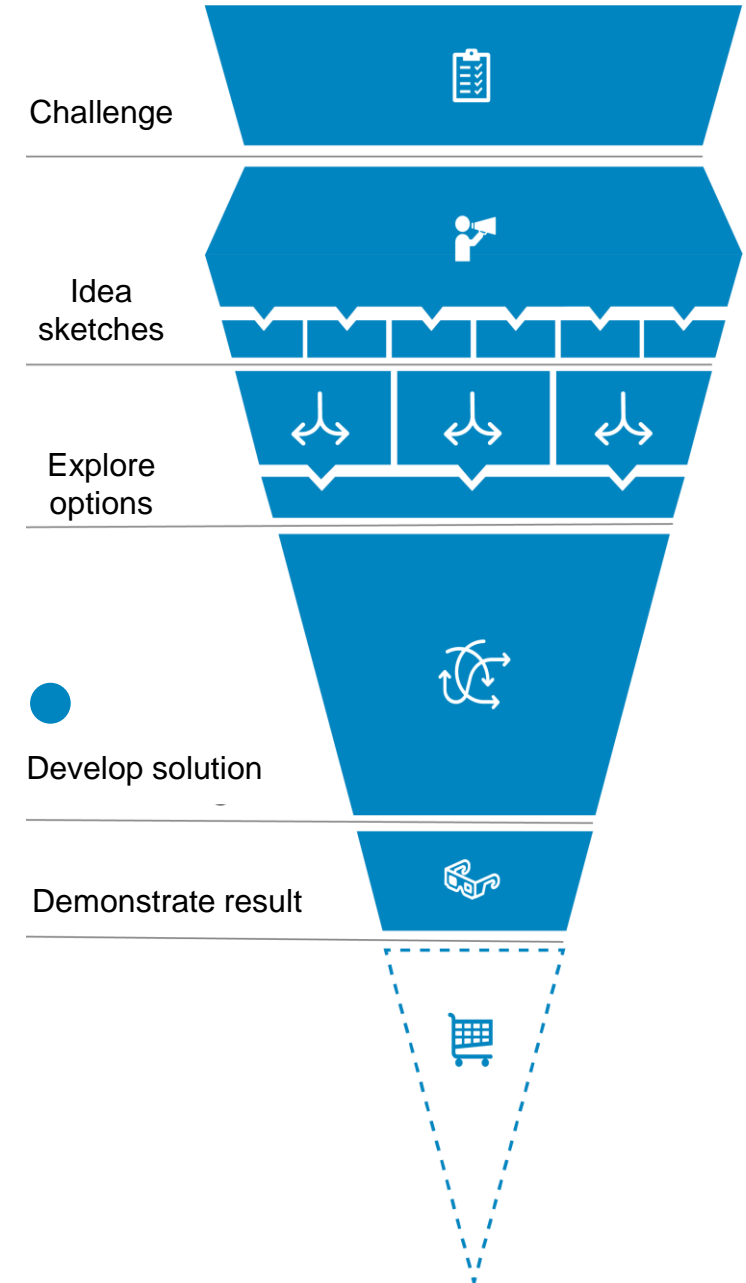 Challenge
Idea
sketches
Explore
options
Develop solution
Demonstrate result